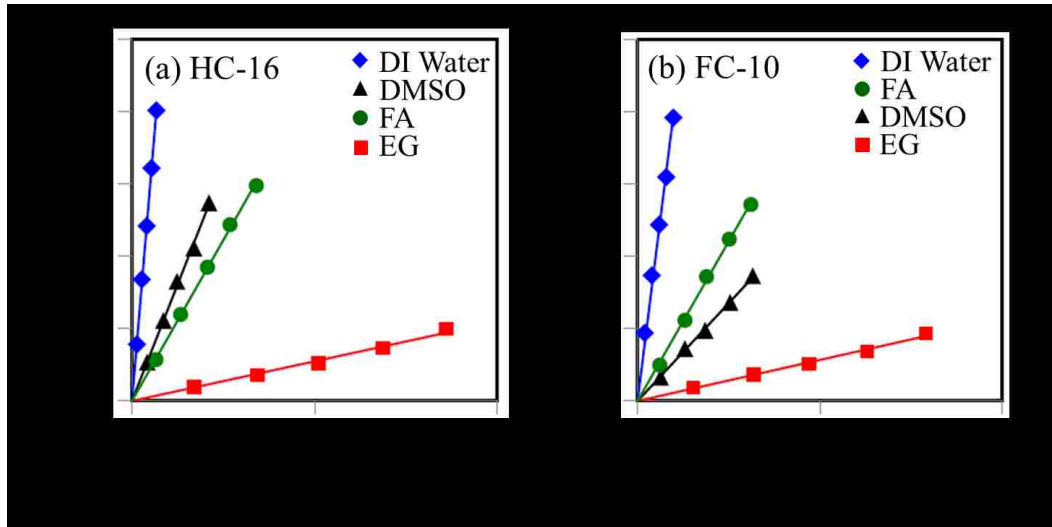 (a) HC-16
DI Water
DMSO
FA
EG
(b) FC-10
DI Water
FA
DMSO
EG